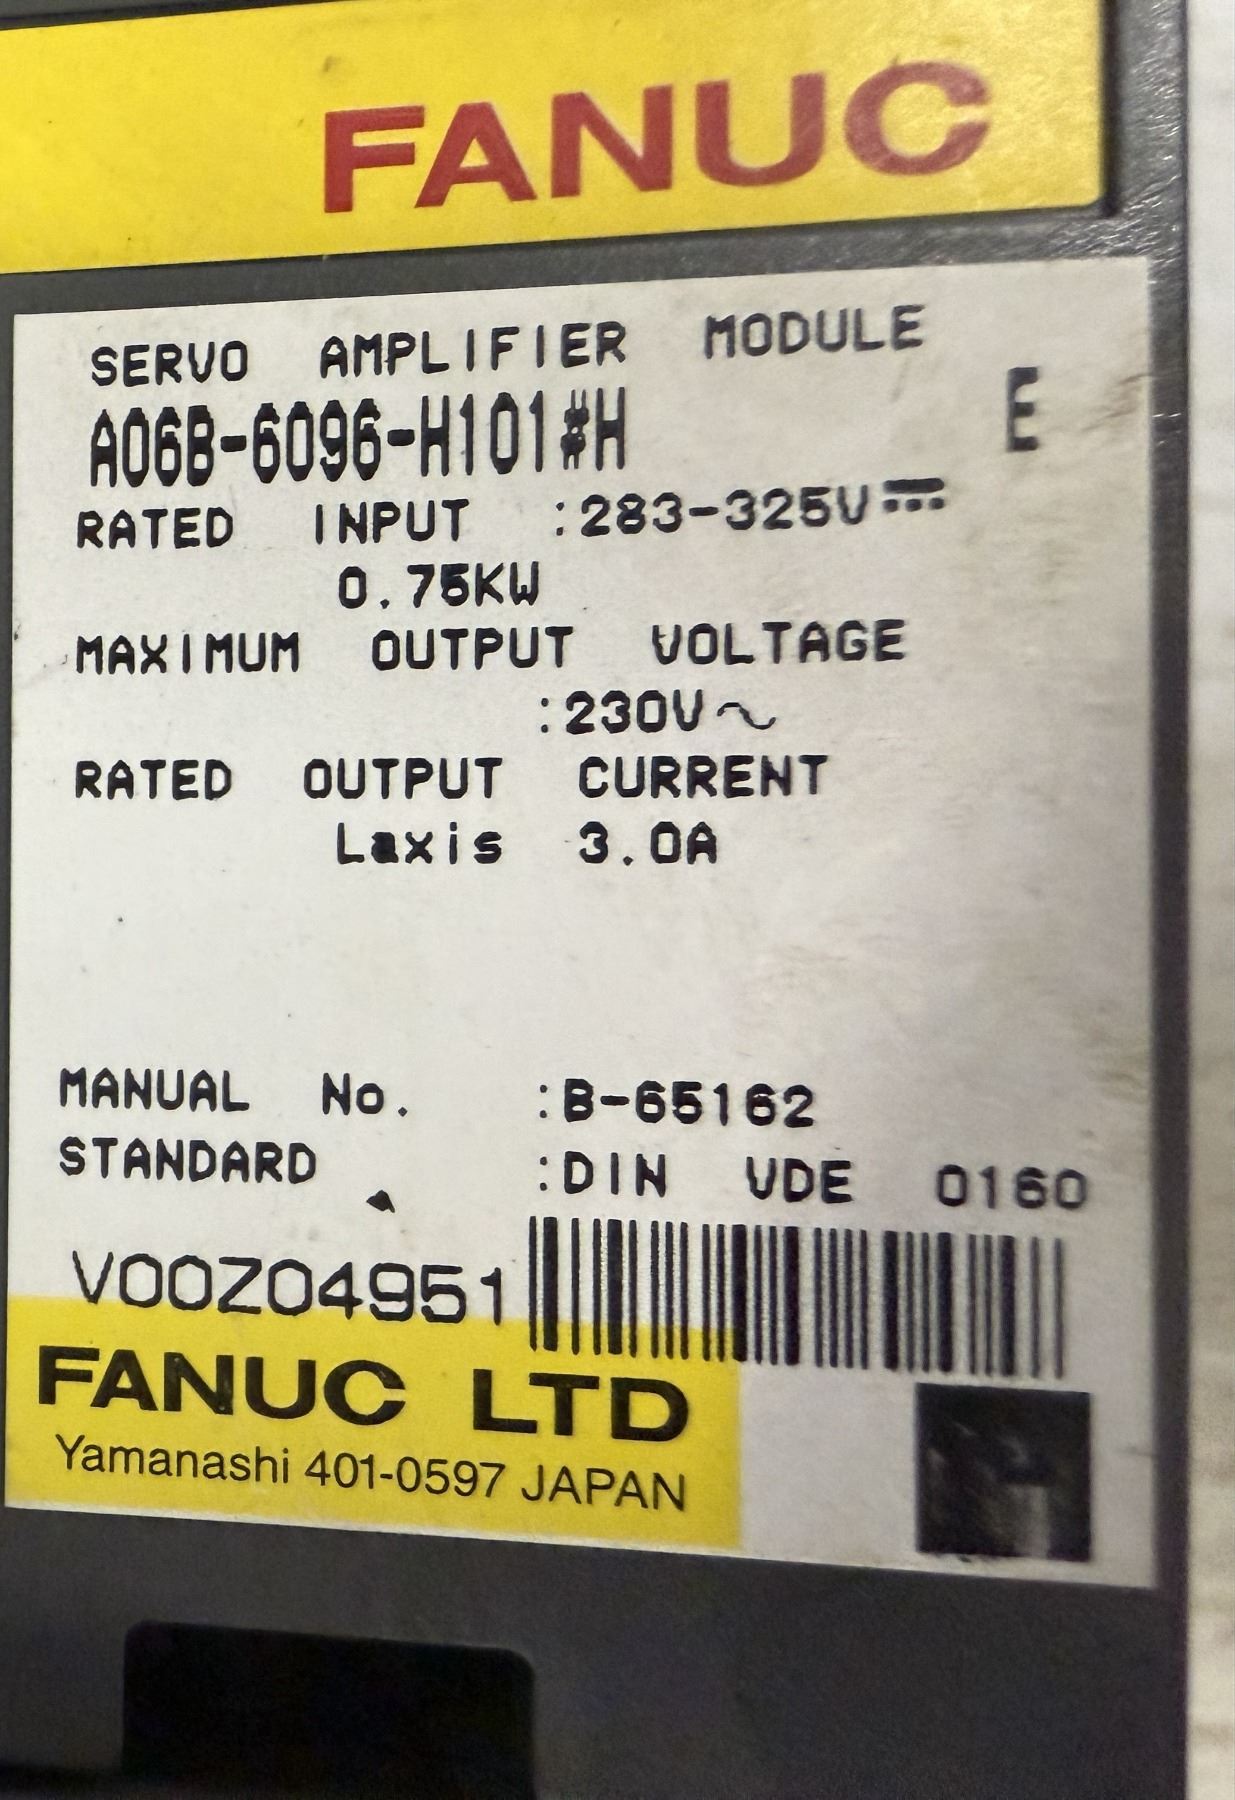 FANUC
SERVO AMPLIFIER MODULE
A06B-6096-H101#H E
RATED INPUT :283-325V⎓
0.75KW
MAXIMUM OUTPUT VOLTAGE
:230V~
RATED OUTPUT CURRENT
Laxis 3.0A
MANUAL No. :B-65162
STANDARD :DIN VDE 0160
V00Z04951
FANUC LTD
Yamanashi 401-0597 JAPAN